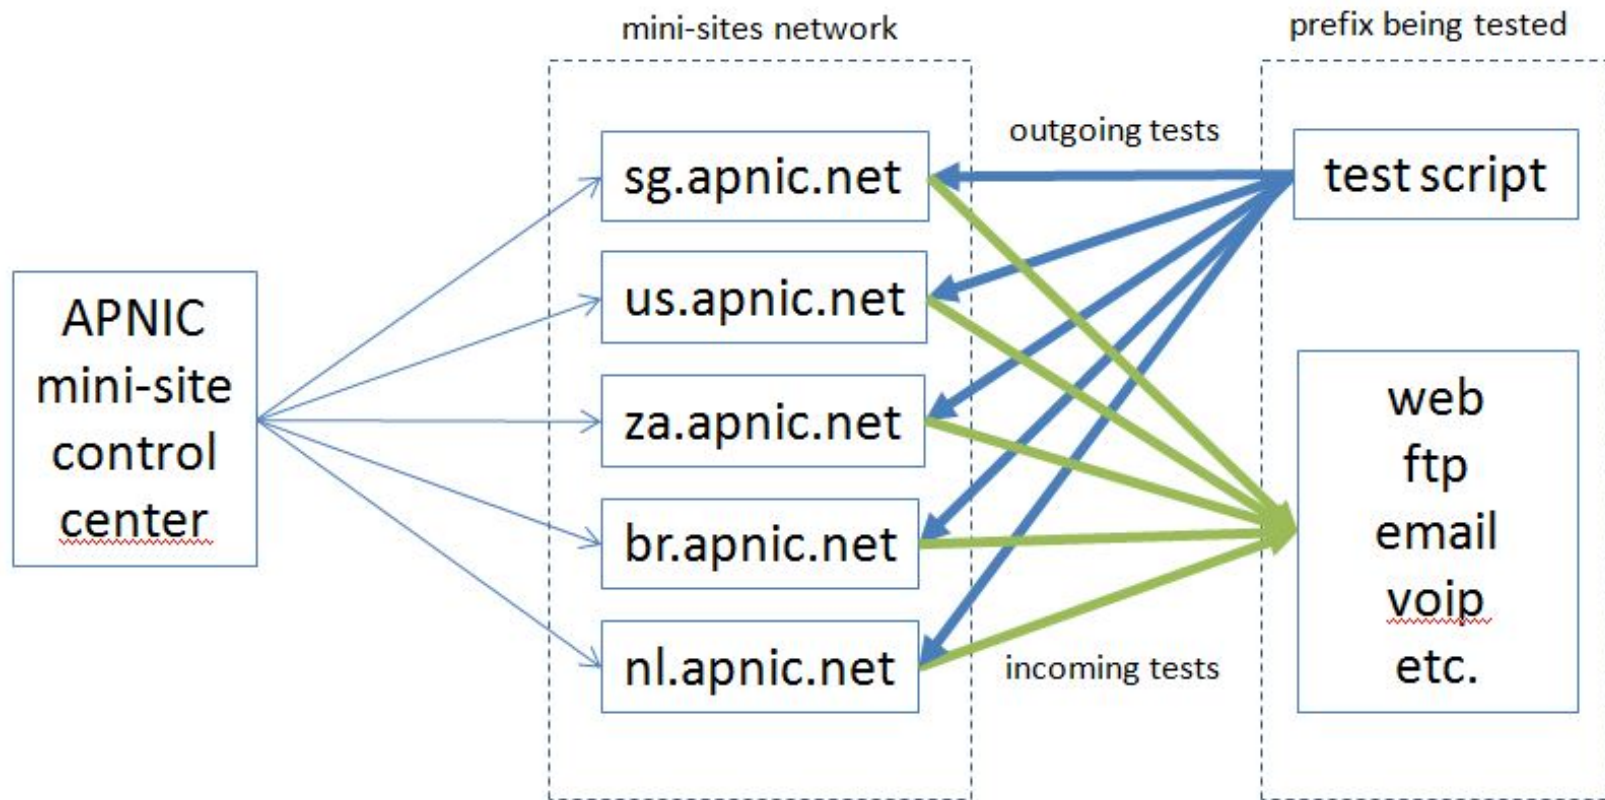 mini-sites network
prefix being tested
outgoing tests
sg.apnic.net
test script
us.apnic.net
APNIC
mini-site
control
center
za.apnic.net
web
ftp
email
voip
etc.
br.apnic.net
nl.apnic.net
incoming tests